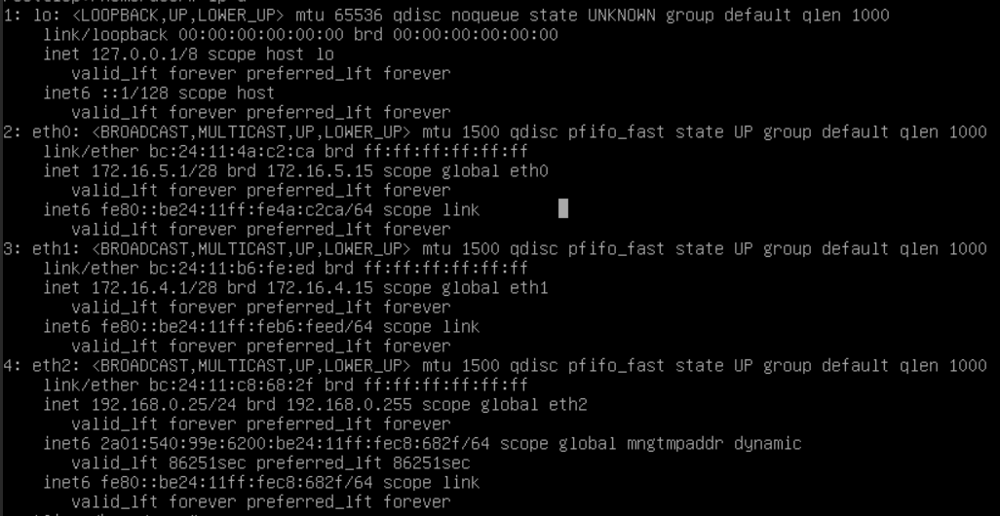 1: lo: <LOOPBACK,UP,LOWER_UP> mtu 65536 qdisc noqueue state UNKNOWN group default qlen 1000
link/loopback 00:00:00:00:00:00 brd 00:00:00:00:00:00
inet 127.0.0.1/8 scope host lo
valid_lft forever preferred_lft forever
inet6 ::1/128 scope host
valid_lft forever preferred_lft forever
2: eth0: <BROADCAST,MULTICAST,UP,LOWER_UP> mtu 1500 qdisc pfifo_fast state UP group default qlen 1000
link/ether bc:24:11:4a:c2:ca brd ff:ff:ff:ff:ff:ff
inet 172.16.5.1/28 brd 172.16.5.15 scope global eth0
valid_lft forever preferred_lft forever
inet6 fe80::be24:11ff:fe4a:c2ca/64 scope link
valid_lft forever preferred_lft forever
3: eth1: <BROADCAST,MULTICAST,UP,LOWER_UP> mtu 1500 qdisc pfifo_fast state UP group default qlen 1000
link/ether bc:24:11:b6:fe:ed brd ff:ff:ff:ff:ff:ff
inet 172.16.4.1/28 brd 172.16.4.15 scope global eth1
valid_lft forever preferred_lft forever
inet6 fe80::be24:11ff:feb6:feed/64 scope link
valid_lft forever preferred_lft forever
4: eth2: <BROADCAST,MULTICAST,UP,LOWER_UP> mtu 1500 qdisc pfifo_fast state UP group default qlen 1000
link/ether bc:24:11:c8:68:2f brd ff:ff:ff:ff:ff:ff
inet 192.168.0.25/24 brd 192.168.0.255 scope global eth2
valid_lft forever preferred_lft forever
inet6 2a01:540:99e:6200:be24:11ff:fec8:682f/64 scope global mngtmpaddr dynamic
valid_lft 86251sec preferred_lft 86251sec
inet6 fe80::be24:11ff:fec8:682f/64 scope link
valid_lft forever preferred_lft forever